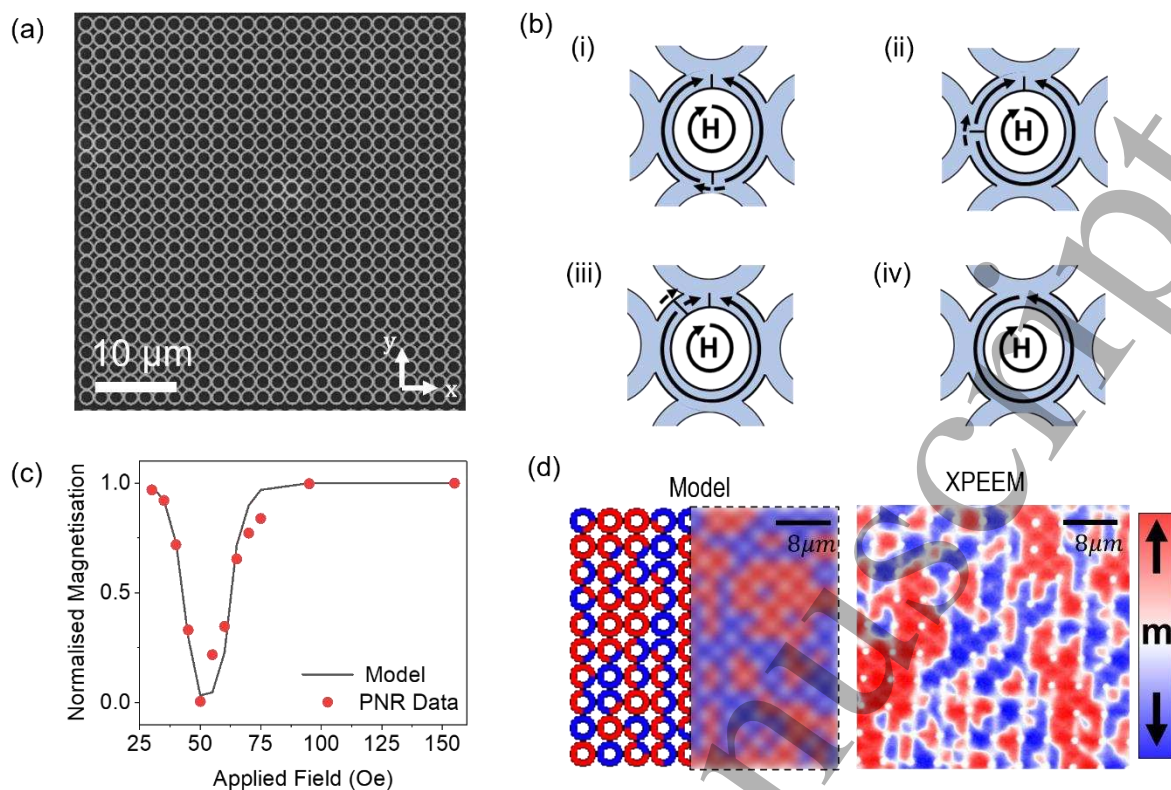 (a)
10 μm
y
x
(b)
(i)
H
(ii)
H
(iii)
H
(iv)
H
(c)
Normalised Magnetisation
1.0
0.5
0.0
Model
PNR Data
25 50 75 100 125 150
Applied Field (Oe)
(d)
Model
XPEEM
8μm
8μm
m
nuscript